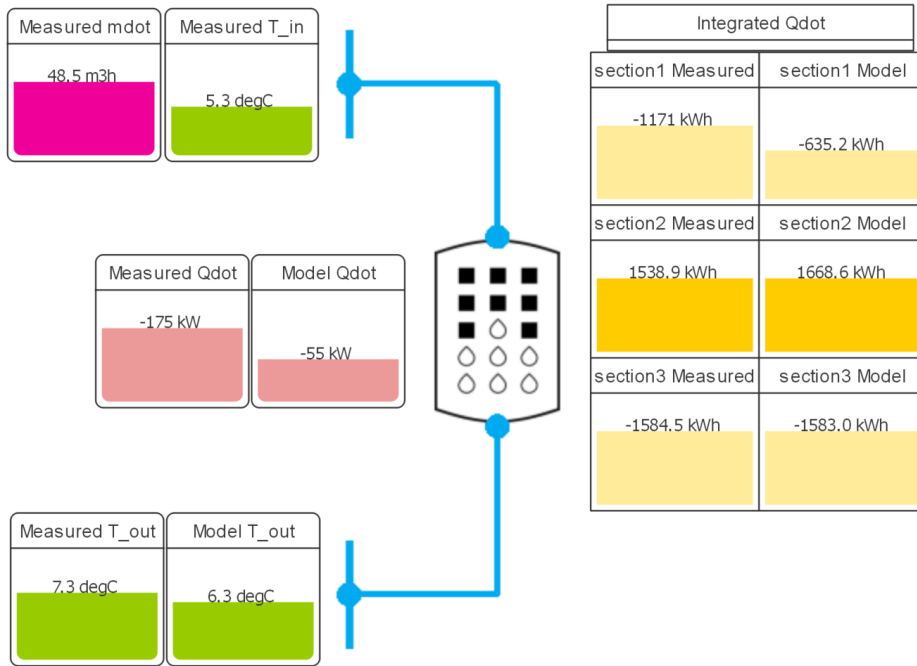 Measured mdot
48.5 m3h
Measured T_in
5.3 degC
Measured Qdot
-175 kW
Model Qdot
-55 kW
Measured T_out
7.3 degC
Model T_out
6.3 degC
Integrated Qdot
section1 Measured
section1 Model
-1171 kWh
-635.2 kWh
section2 Measured
section2 Model
1538.9 kWh
1668.6 kWh
section3 Measured
section3 Model
-1584.5 kWh
-1583.0 kWh